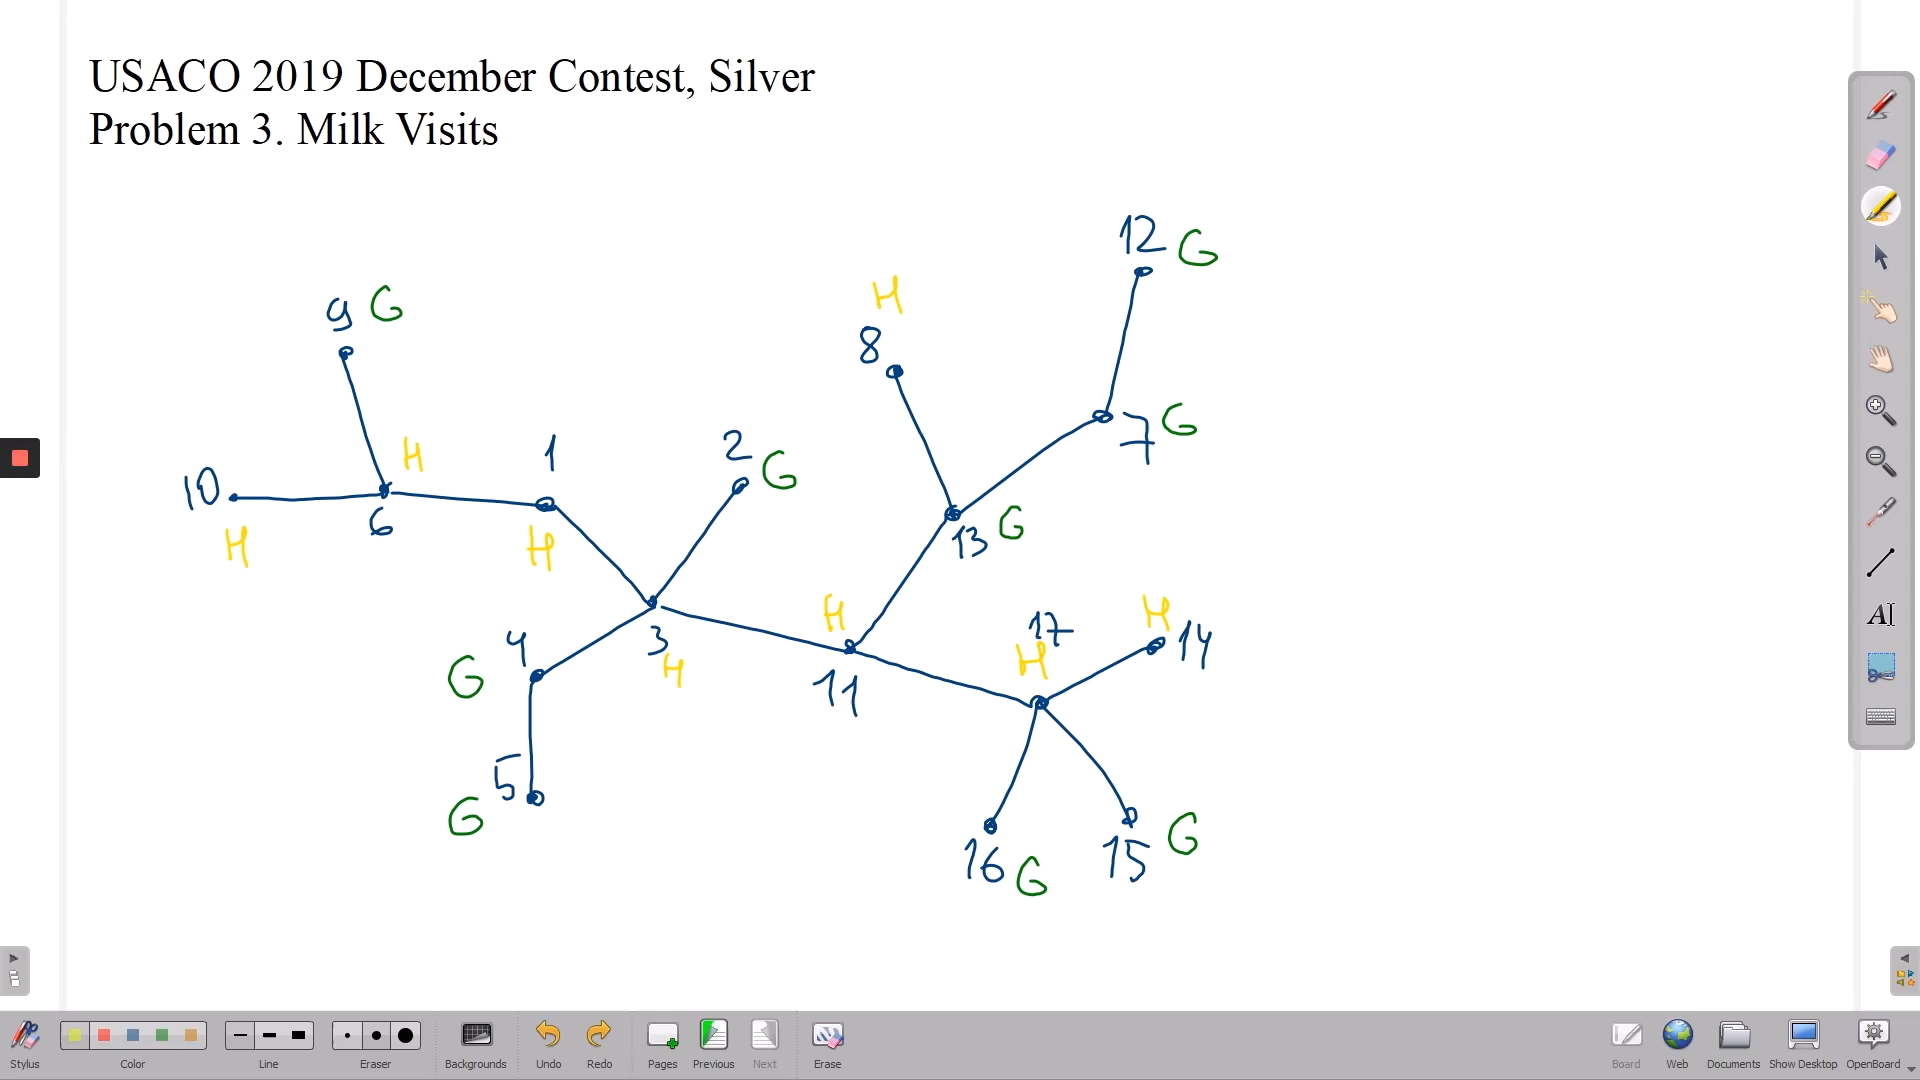 USACO 2019 December Contest, Silver
Problem 3. Milk Visits
12 G
H
9 G
8
7 G
1
2 G
H
10
6
H
H
13 G
4
3
H
17
H
14
G
H
H
11
5
G
G
16 G
15
Stylus
Color
Line
Eraser
Backgrounds
Undo
Redo
Pages
Previous
Next
Erase
Board
Web
Documents
Show Desktop
OpenBoard
AI